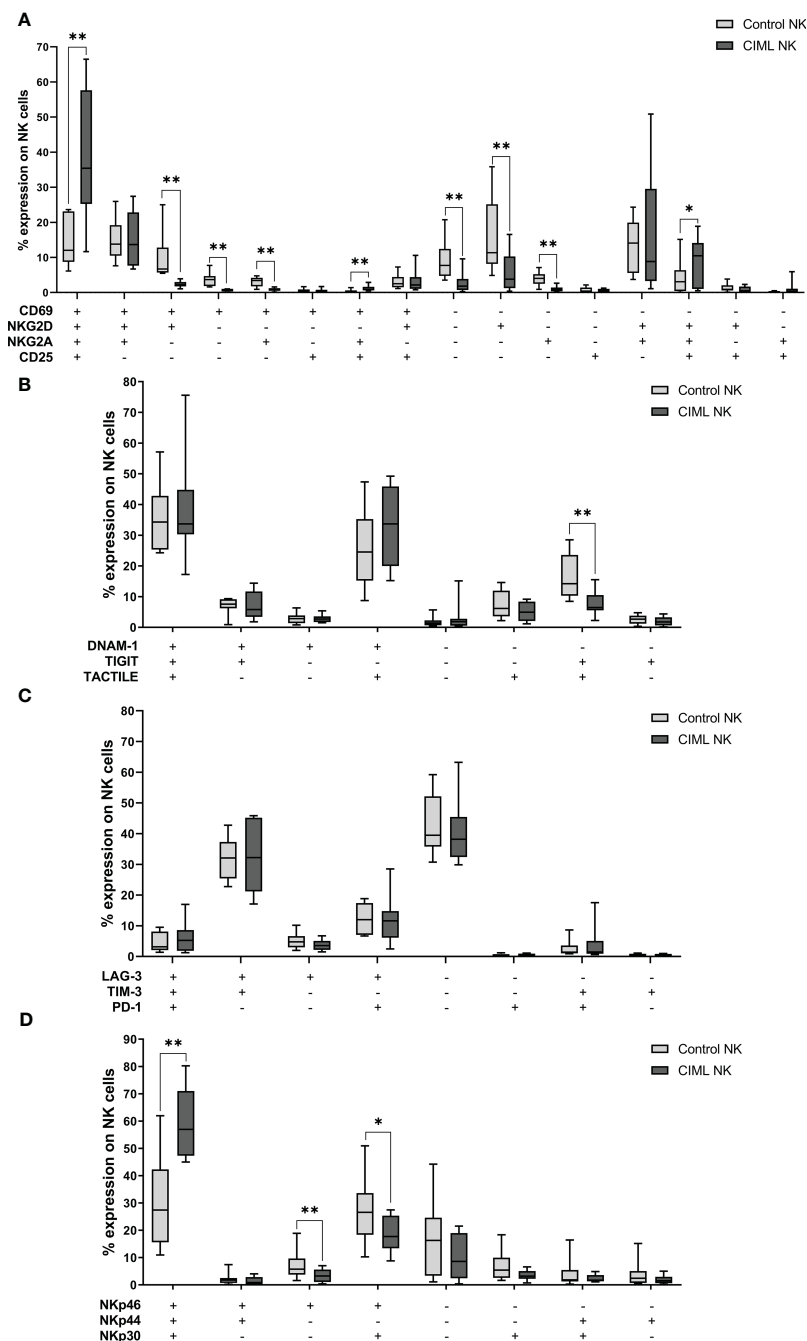 A
Control NK
CIML NK
% expression on NK cells
70
60
50
40
30
20
10
0
** ** ** ** ** ** ** ** *
CD69 + + + + + + + + - - - - - - - -
NKG2D + + + - - - - + - + - - + + + -
NKG2A + + - - + - + - - - + - + + - +
CD25 + - - - - + + + - - - + - + + +
B
Control NK
CIML NK
% expression on NK cells
80
70
60
50
40
30
20
10
0
**
DNAM-1 + + + + - - - -
TIGIT + + - - - - + +
TACTILE + - - + - + + -
C
Control NK
CIML NK
% expression on NK cells
80
70
60
50
40
30
20
10
0
LAG-3 + + + + - - - -
TIM-3 + + - - - - + +
PD-1 + - - + - + + -
D
Control NK
CIML NK
% expression on NK cells
90
80
70
60
50
40
30
20
10
0
** ** *
NKp46 + + + + - - - -
NKp44 + + - - - - + +
NKp30 + - - + - + + -